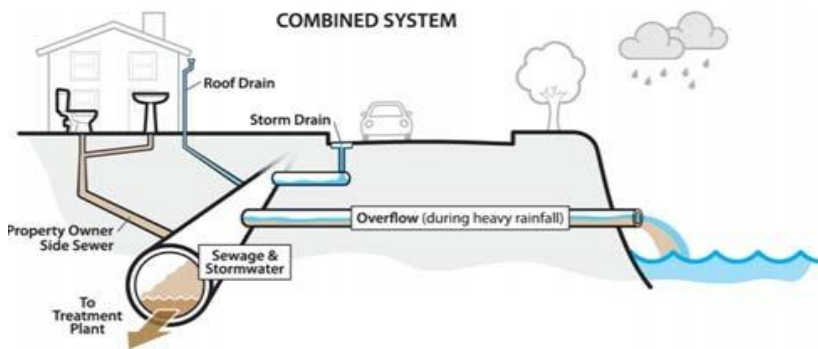 COMBINED SYSTEM
Roof Drain
Storm Drain
Overflow (during heavy rainfall)
Property Owner
Side Sewer
Sewage &
Stormwater
To
Treatment
Plant